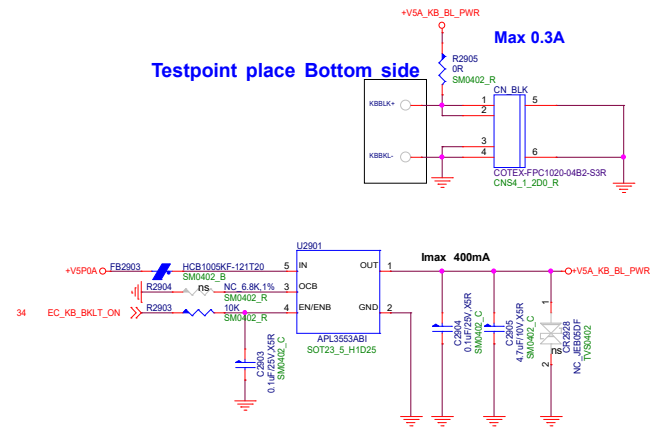 +V5A_KB_BL_PWR
Max 0.3A
R2905
0R
SM0402_R
Testpoint place Bottom side
CN_BLK
KBBLK+
1
5
2
3
KBBKL-
4
6
COTEX-FPC1020-04B2-S3R
CNS4_1_2D0_R
U2901
Imax 400mA
+V5P0A
FB2903
HCB1005KF-121T20
5
IN
OUT
1
+V5A_KB_BL_PWR
SM0402_B
R2904
ns
NC_6.8K,1%
3
OCB
SM0402_R
34
EC_KB_BKLT_ON
R2903
10K
4
EN/ENB
GND
2
SM0402_R
APL3553ABI
SOT23_5_H1D25
C2903
0.1uF/25V,X5R
SM0402_C
C2904
0.1uF/25V,X5R
SM0402_C
C2905
4.7uF/10V,X5R
SM0402_C
1
2
ns
CR2928
NC_JEB05DF
TVS0402